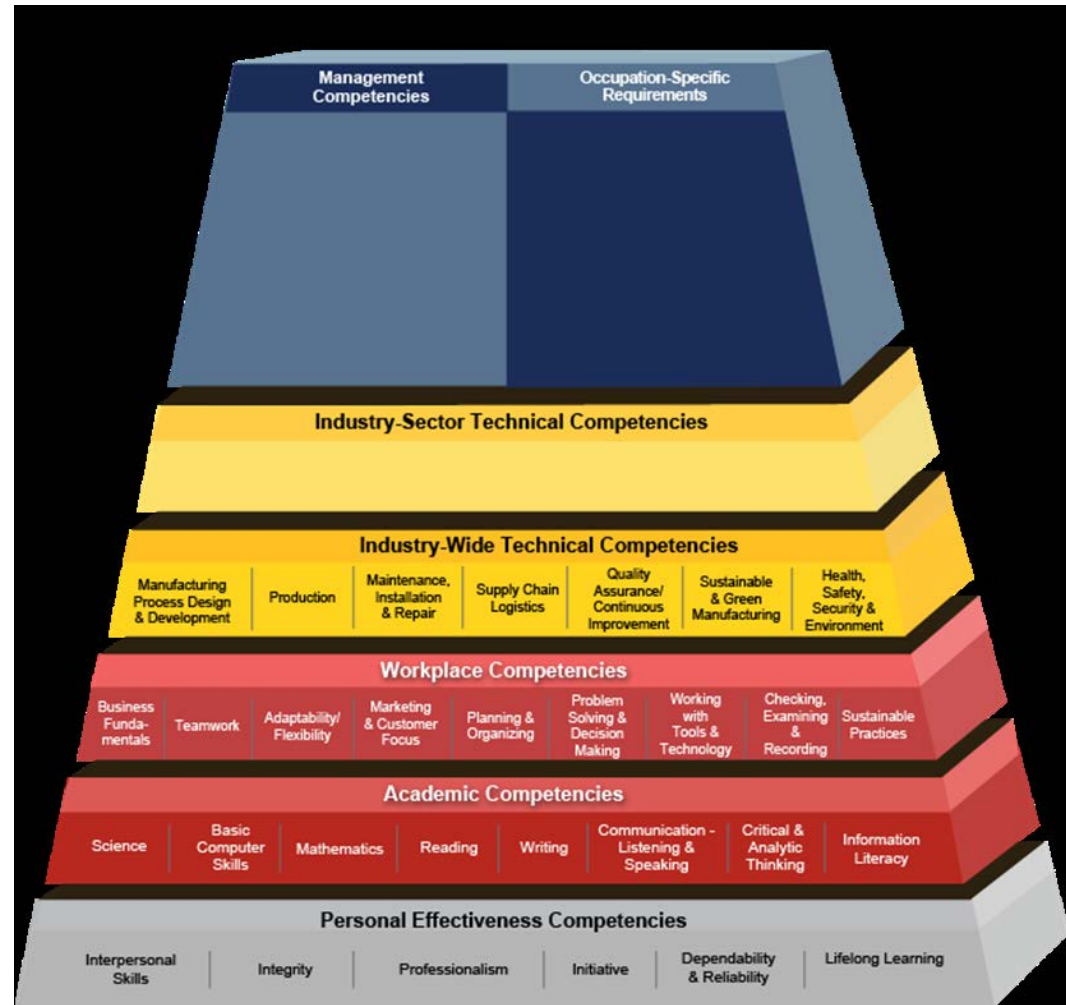 Management
Competencies
Occupation-Specific
Requirements
Industry-Sector Technical Competencies
Industry-Wide Technical Competencies
Manufacturing
Process Design
& Development
Production
Maintenance,
Installation
& Repair
Supply Chain
Logistics
Quality
Assurance/
Continuous
Improvement
Sustainable
& Green
Manufacturing
Health,
Safety,
Security &
Environment
Workplace Competencies
Business
Funda-
mentals
Teamwork
Adaptability/
Flexibility
Marketing
& Customer
Focus
Planning &
Organizing
Problem
Solving &
Decision
Making
Working
with
Tools &
Technology
Checking,
Examining
&
Recording
Sustainable
Practices
Academic Competencies
Science
Basic
Computer
Skills
Mathematics
Reading
Writing
Communication -
Listening &
Speaking
Critical &
Analytic
Thinking
Information
Literacy
Personal Effectiveness Competencies
Interpersonal
Skills
Integrity
Professionalism
Initiative
Dependability
& Reliability
Lifelong Learning